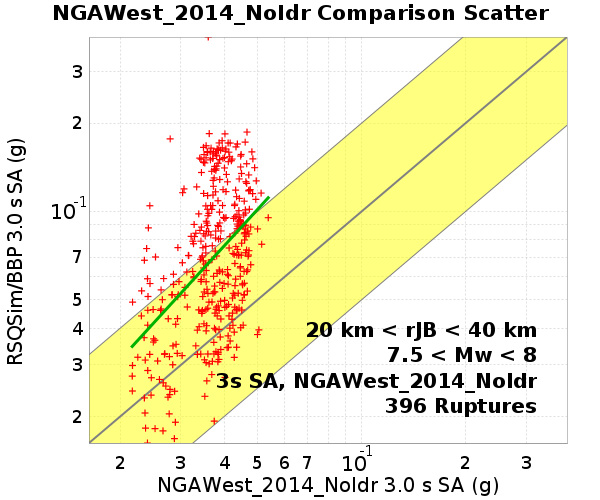 NGAWest_2014_NoIdr Comparison Scatter
RSQSim/BBP 3.0 s SA (g)
3
2
10⁻¹
7
5
4
3
2
20 km < rJB < 40 km
7.5 < Mw < 8
3s SA, NGAWest_2014_NoIdr
396 Ruptures
2 3 4 5 6 7 10⁻¹ 2 3
NGAWest_2014_NoIdr 3.0 s SA (g)